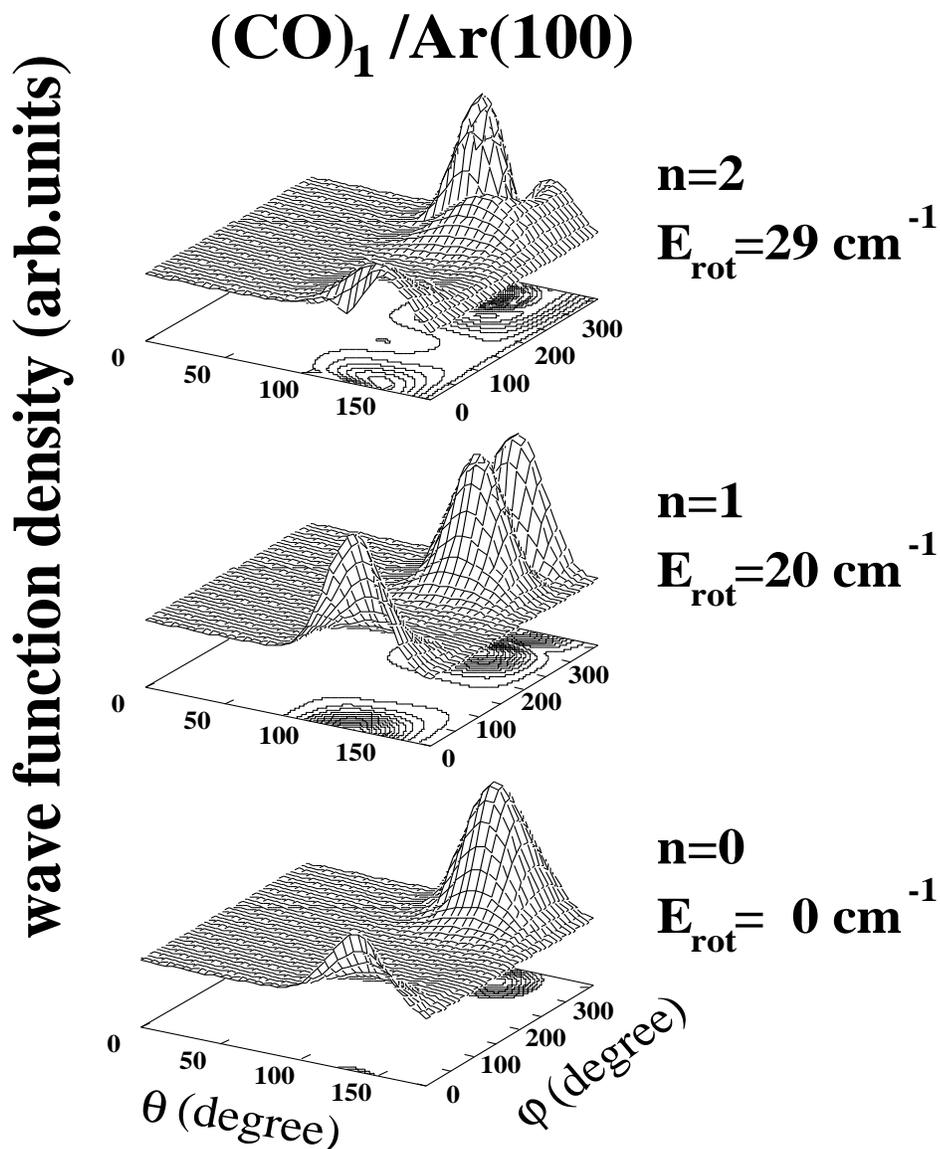 (CO)1 /Ar(100)
wave function density (arb.units)
n=2
Erot=29 cm-1
0
50
100
150
0
100
200
300
n=1
Erot=20 cm-1
0
50
100
150
0
100
200
300
n=0
Erot= 0 cm-1
0
50
100
150
0
100
200
300
θ (degree)
φ (degree)